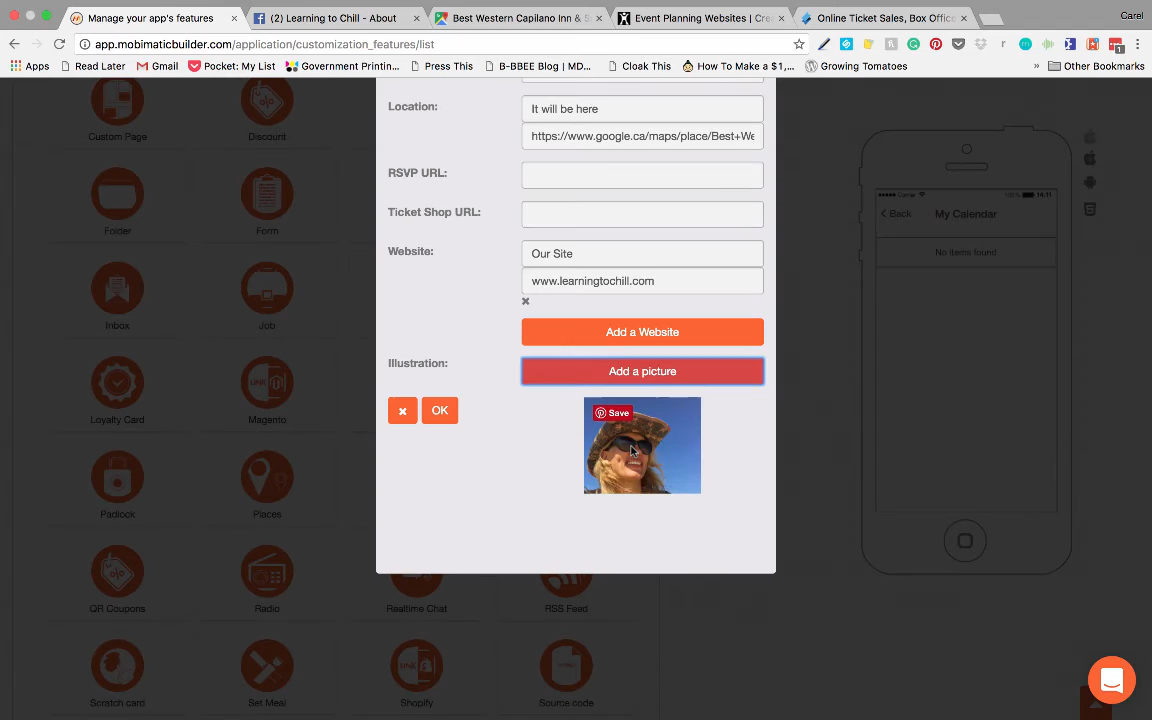 Manage your app's features
(2) Learning to Chill - About
Best Western Capilano Inn & S
Event Planning Websites | Crea
Online Ticket Sales, Box Office
Carel
app.mobimaticbuilder.com/application/customization_features/list
Apps
Read Later
Gmail
Pocket: My List
Government Printin...
Press This
B-BBEE Blog | MD...
Cloak This
How To Make a $1,...
Growing Tomatoes
»
Other Bookmarks
Custom Page
Discount
Folder
Form
Inbox
Job
Loyalty Card
Magento
Padlock
Places
QR Coupons
Radio
Realtime Chat
RSS Feed
Scratch card
Set Meal
Shopify
Source code
Location:
It will be here
https://www.google.ca/maps/place/Best+We
RSVP URL:
Ticket Shop URL:
Website:
Our Site
www.learningtochill.com
Add a Website
Illustration:
Add a picture
OK
Save
Carrier
100%
14:11
Back
My Calendar
No items found